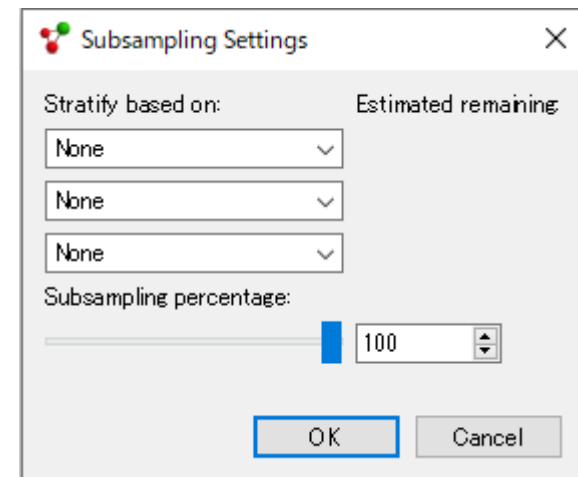 Subsampling Settings
Stratify based on:
Estimated remaining:
None
None
None
Subsampling percentage:
100
OK
Cancel